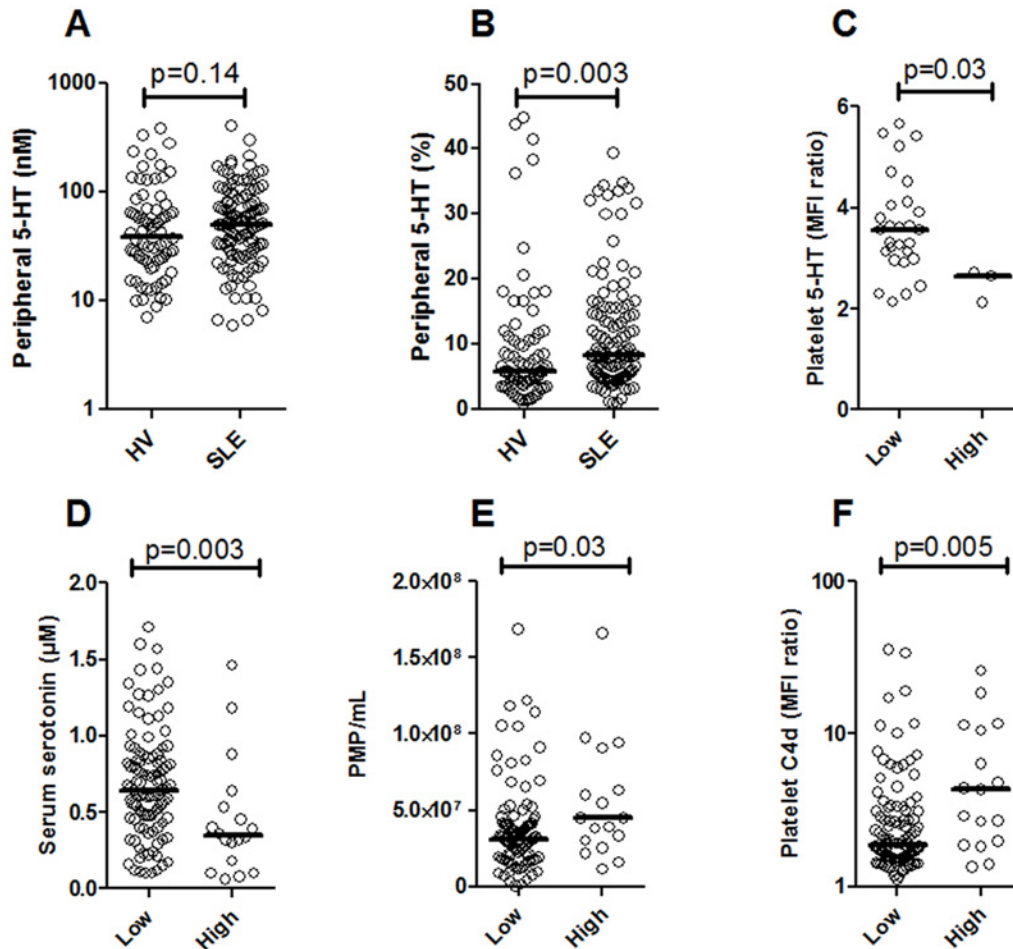 A
p=0.14
Peripheral 5-HT (nM)
1000
100
10
1
HV
SLE
B
p=0.003
Peripheral 5-HT (%)
50
40
30
20
10
0
HV
SLE
C
p=0.03
Platelet 5-HT (MFI ratio)
6
4
2
0
Low
High
D
p=0.003
Serum serotonin (µM)
2.0
1.5
1.0
0.5
0.0
Low
High
E
p=0.03
PMP/mL
2.0×10⁸
1.5×10⁸
1.0×10⁸
5.0×10⁷
0
Low
High
F
p=0.005
Platelet C4d (MFI ratio)
100
10
1
Low
High